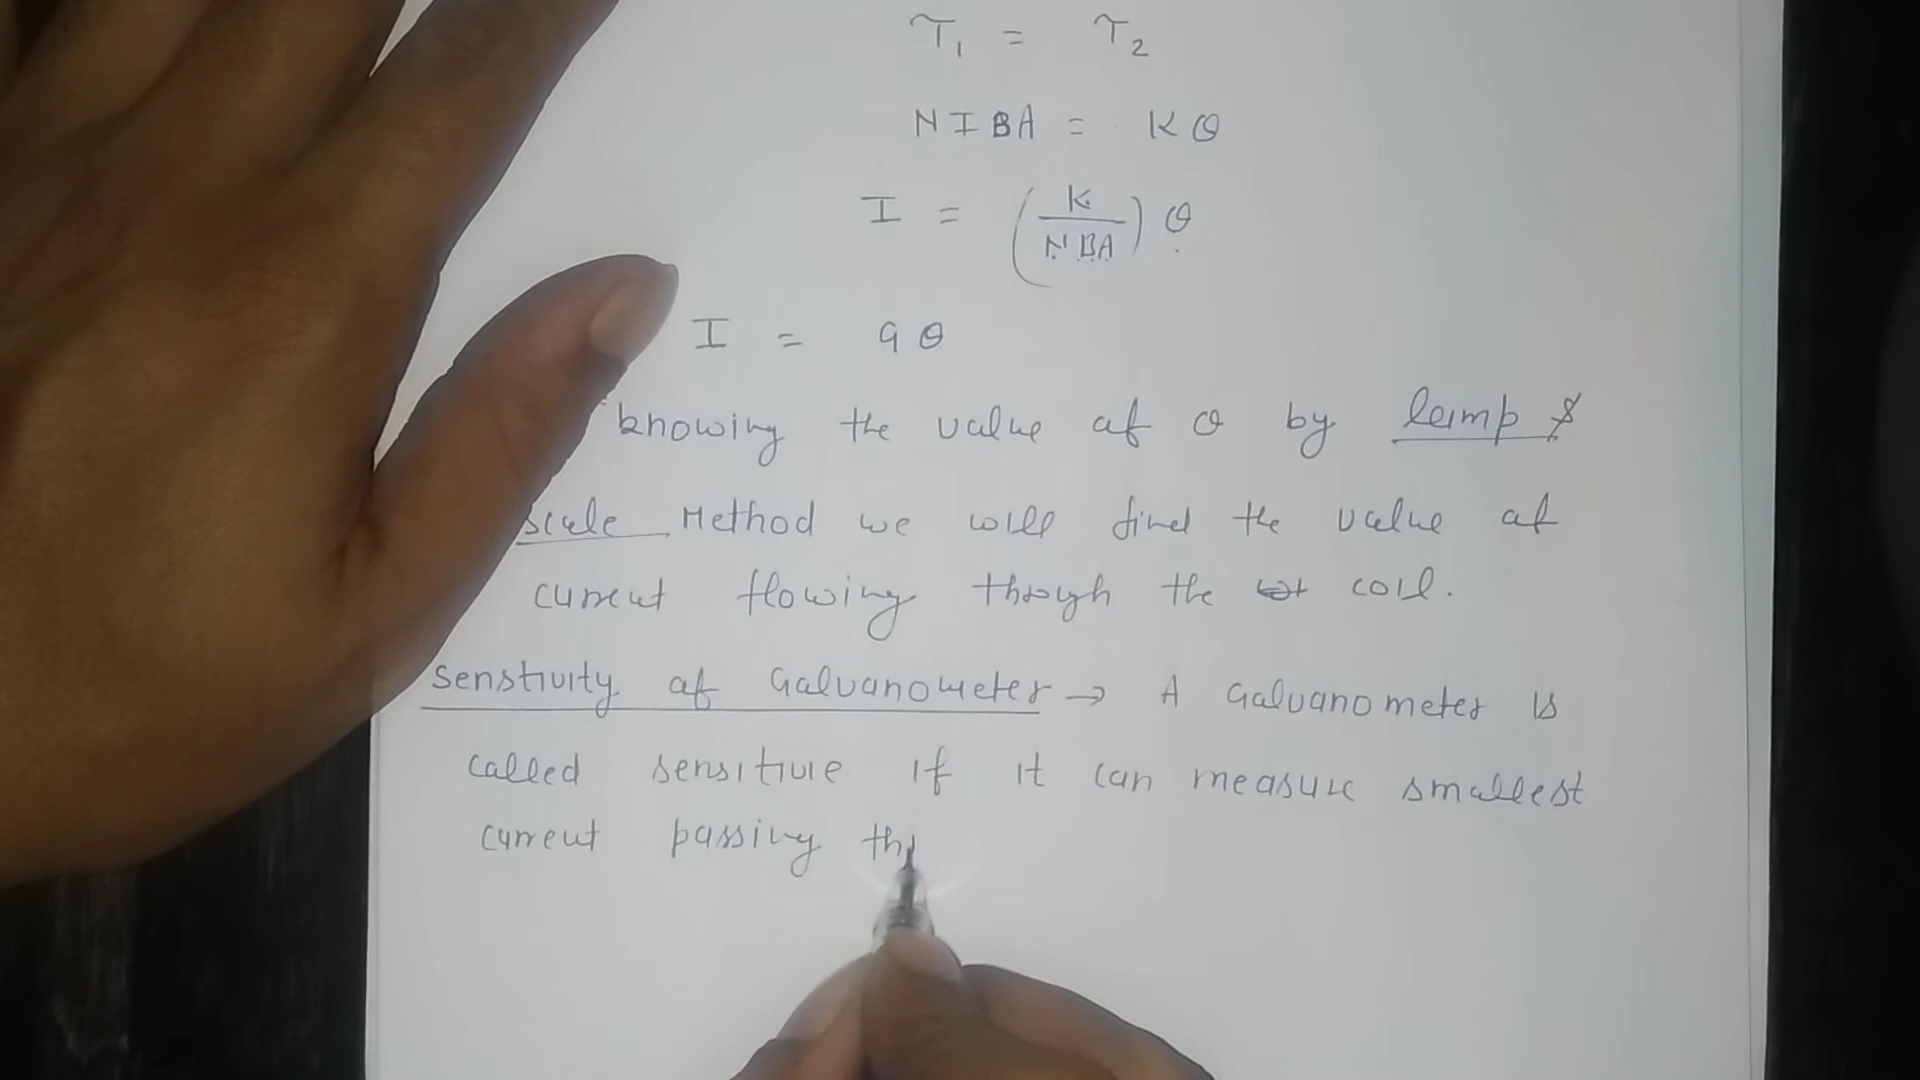 τ₁ = τ₂
NIBA = Kθ
I = (K/NBA) θ
I = Gθ
knowing the value of θ by lamp &
scale Method we will find the value of
current flowing through the coil.
Senstivity of Galvanometer → A Galvanometer is
called sensitive if it can measure smallest
current passing th